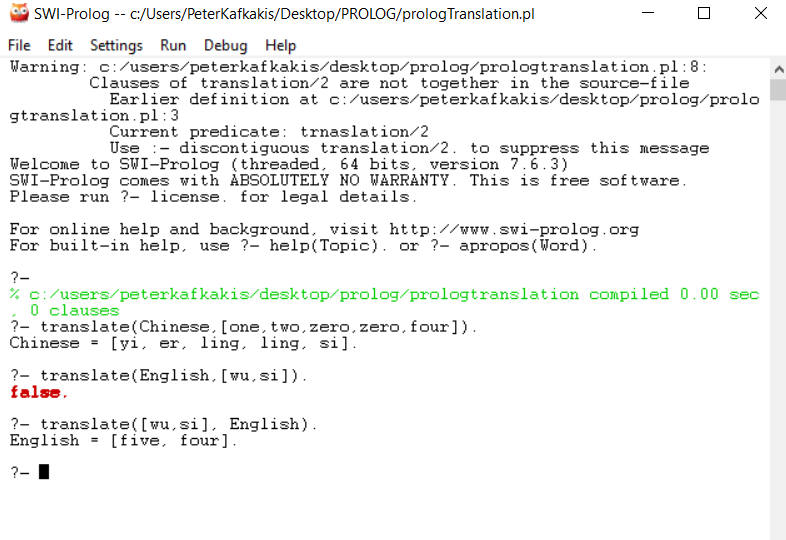 SWI-Prolog -- c:/Users/PeterKafkakis/Desktop/PROLOG/prologTranslation.pl
File Edit Settings Run Debug Help
Warning: c:/users/peterkafkakis/desktop/prolog/prologtranslation.pl:8:
Clauses of translation/2 are not together in the source-file
Earlier definition at c:/users/peterkafkakis/desktop/prolog/prolo
gtranslation.pl:3
Current predicate: trnaslation/2
Use :- discontiguous translation/2. to suppress this message
Welcome to SWI-Prolog (threaded, 64 bits, version 7.6.3)
SWI-Prolog comes with ABSOLUTELY NO WARRANTY. This is free software.
Please run ?- license. for legal details.
For online help and background, visit http://www.swi-prolog.org
For built-in help, use ?- help(Topic). or ?- apropos(Word).
?-
% c:/users/peterkafkakis/desktop/prolog/prologtranslation compiled 0.00 sec
, 0 clauses
?- translate(Chinese,[one,two,zero,zero,four]).
Chinese = [yi, er, ling, ling, si].
?- translate(English,[wu,si]).
false.
?- translate([wu,si], English).
English = [five, four].
?-